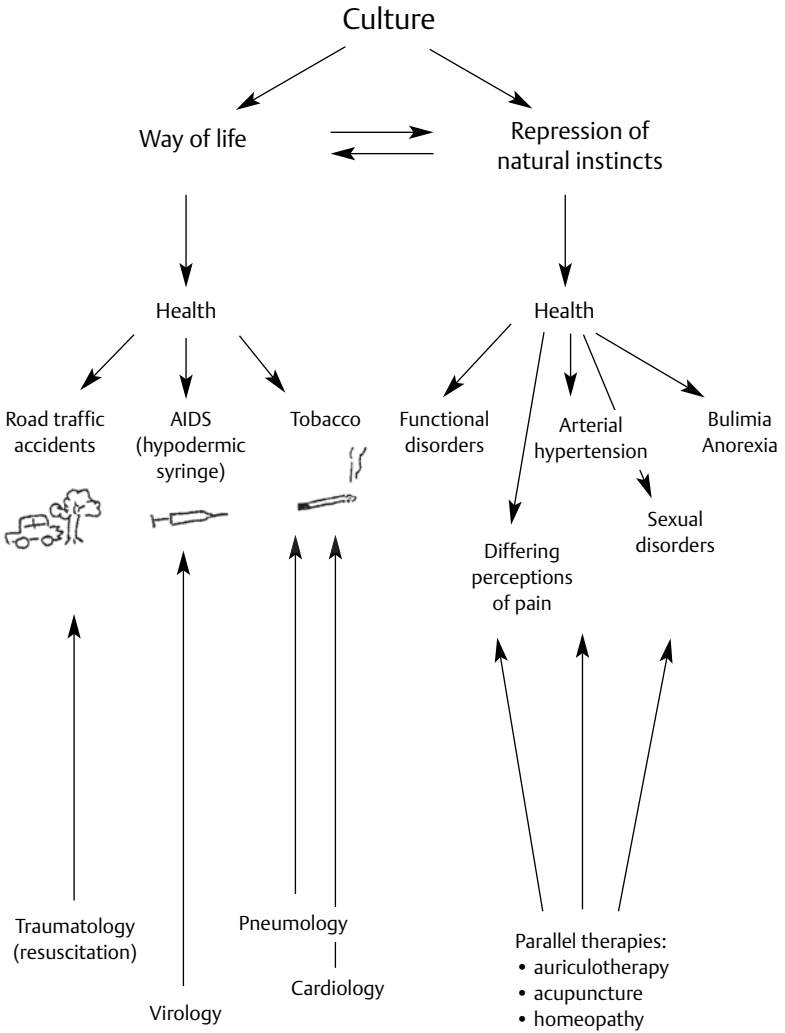 Culture
Way of life
Repression of
natural instincts
Health
Health
Road traffic
accidents
AIDS
(hypodermic
syringe)
Tobacco
Functional
disorders
Arterial
hypertension
Bulimia
Anorexia
Differing
perceptions
of pain
Sexual
disorders
Traumatology
(resuscitation)
Virology
Pneumology
Cardiology
Parallel therapies:
• auriculotherapy
• acupuncture
• homeopathy